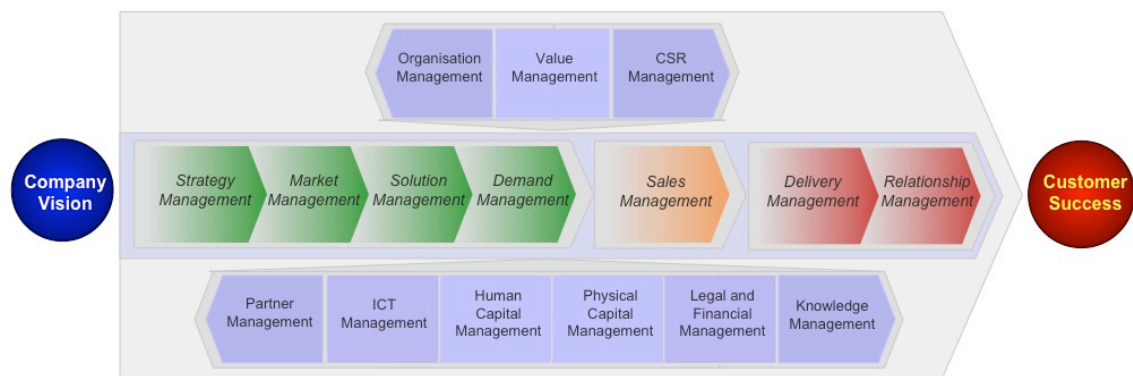 Organisation
Management
Value
Management
CSR
Management
Company
Vision
Strategy
Management
Market
Management
Solution
Management
Demand
Management
Sales
Management
Delivery
Management
Relationship
Management
Customer
Success
Partner
Management
ICT
Management
Human
Capital
Management
Physical
Capital
Management
Legal and
Financial
Management
Knowledge
Management